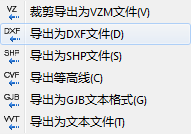 VZ 裁剪导出为VZM文件(V)
DXF 导出为DXF文件(D)
SHP 导出为SHP文件(S)
CVF 导出等高线(C)
GJB 导出为GJB文本格式(G)
VVT 导出为文本文件(T)